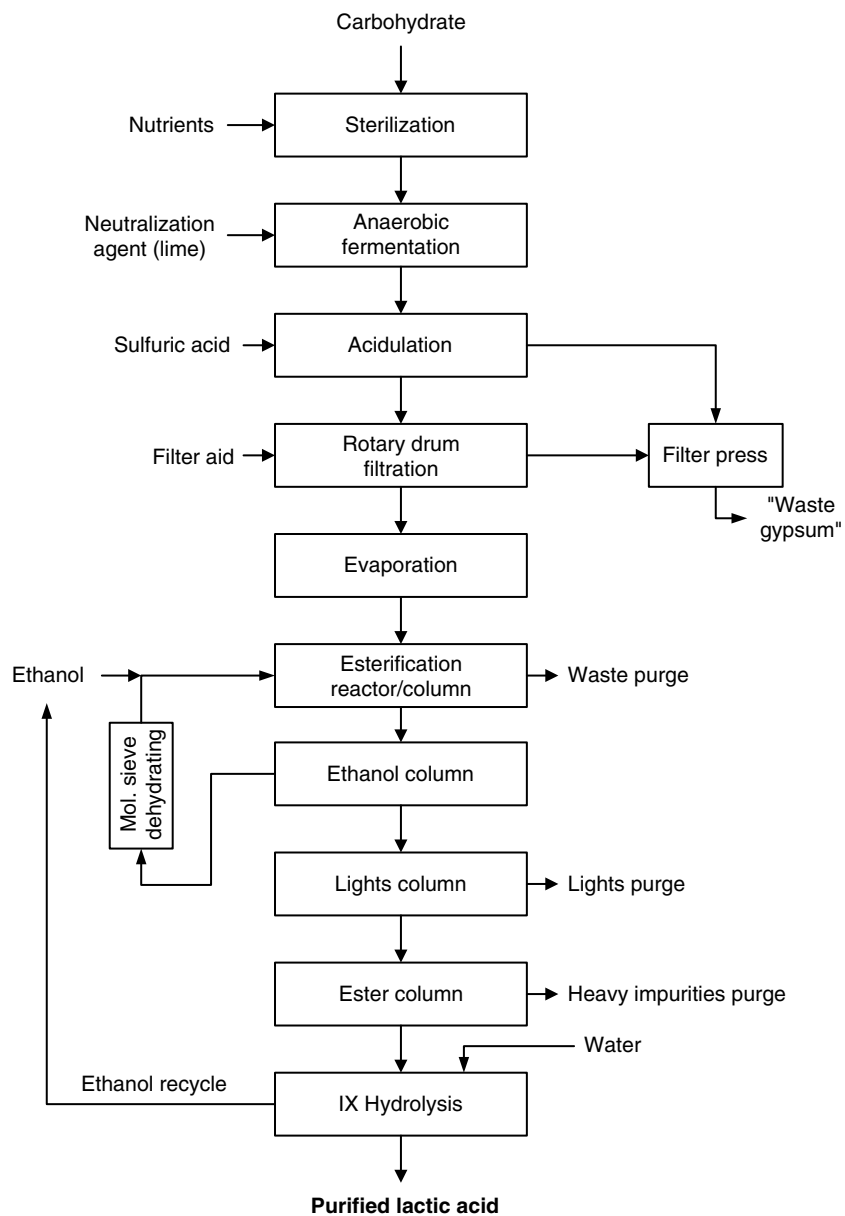 Carbohydrate
Nutrients
Sterilization
Neutralization
agent (lime)
Anaerobic
fermentation
Sulfuric acid
Acidulation
Filter aid
Rotary drum
filtration
Filter press
"Waste
gypsum"
Evaporation
Ethanol
Esterification
reactor/column
Waste purge
Mol. sieve
dehydrating
Ethanol column
Lights column
Lights purge
Ester column
Heavy impurities purge
Water
Ethanol recycle
IX Hydrolysis
Purified lactic acid